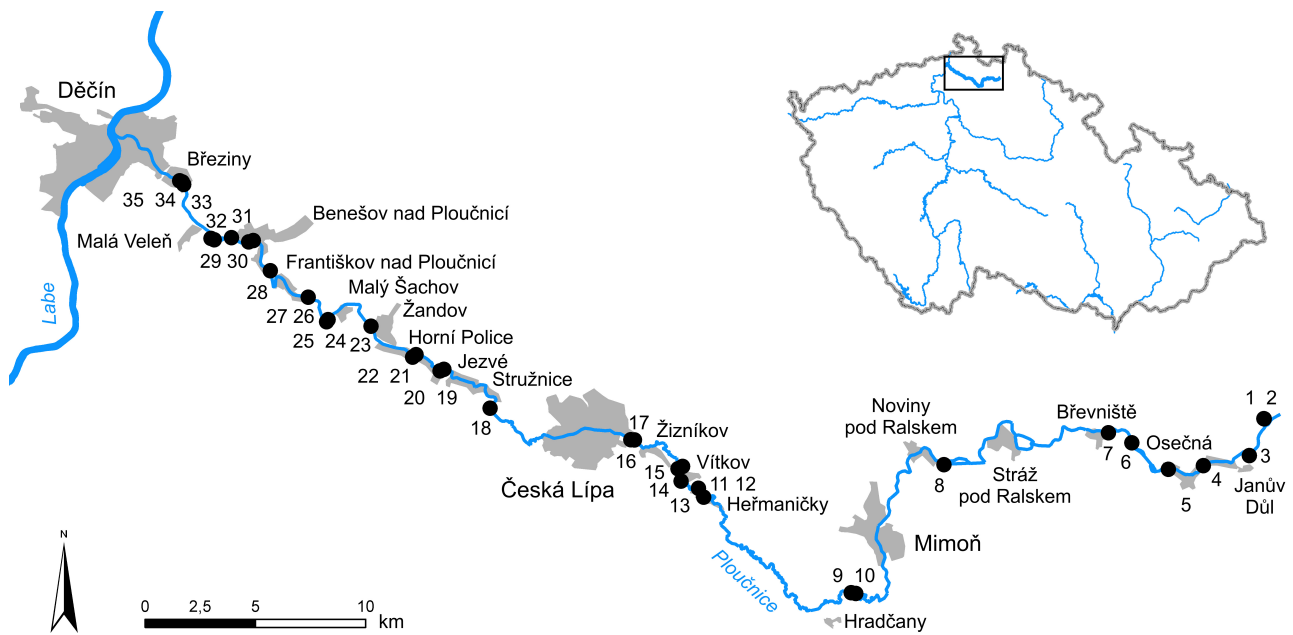 Děčín
Březiny
35 34 33
32 31
Benešov nad Ploučnicí
Malá Veleň
29 30
Františkov nad Ploučnicí
28
Malý Šachov
27 26
Žandov
25 24 23
Labe
Horní Police
22 21
Jezvé
20 19
Stružnice
18
17
Žizníkov
16 15
Vítkov
14
11 12
13
Heřmaničky
Česká Lípa
Ploučnice
9 10
Hradčany
Mimoň
Noviny
pod Ralskem
8
Stráž
pod Ralskem
Břevniště
7 6
Osečná
5
4
1 2
3
Janův
Důl
N
0 2,5 5 10
km